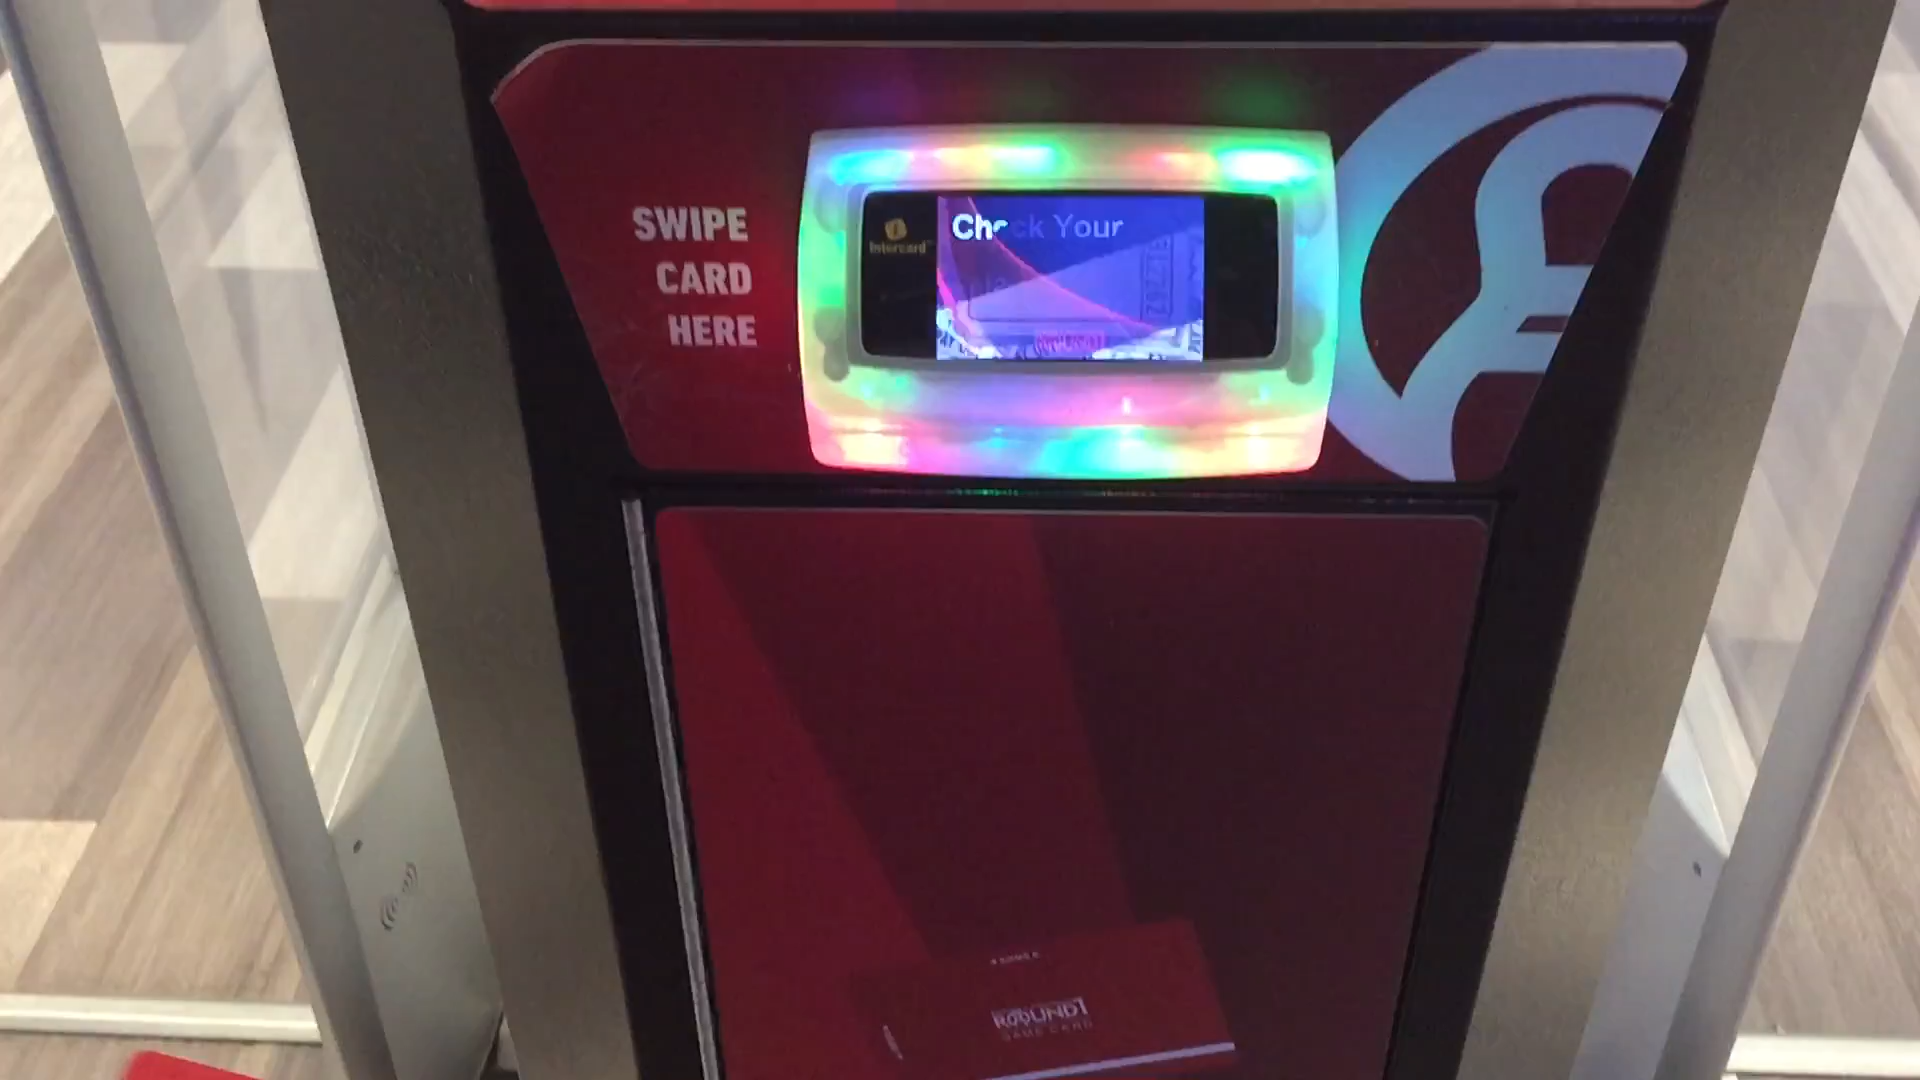 SWIPE
CARD
HERE
Intercard
Check Your
ROUND1
GAME CARD